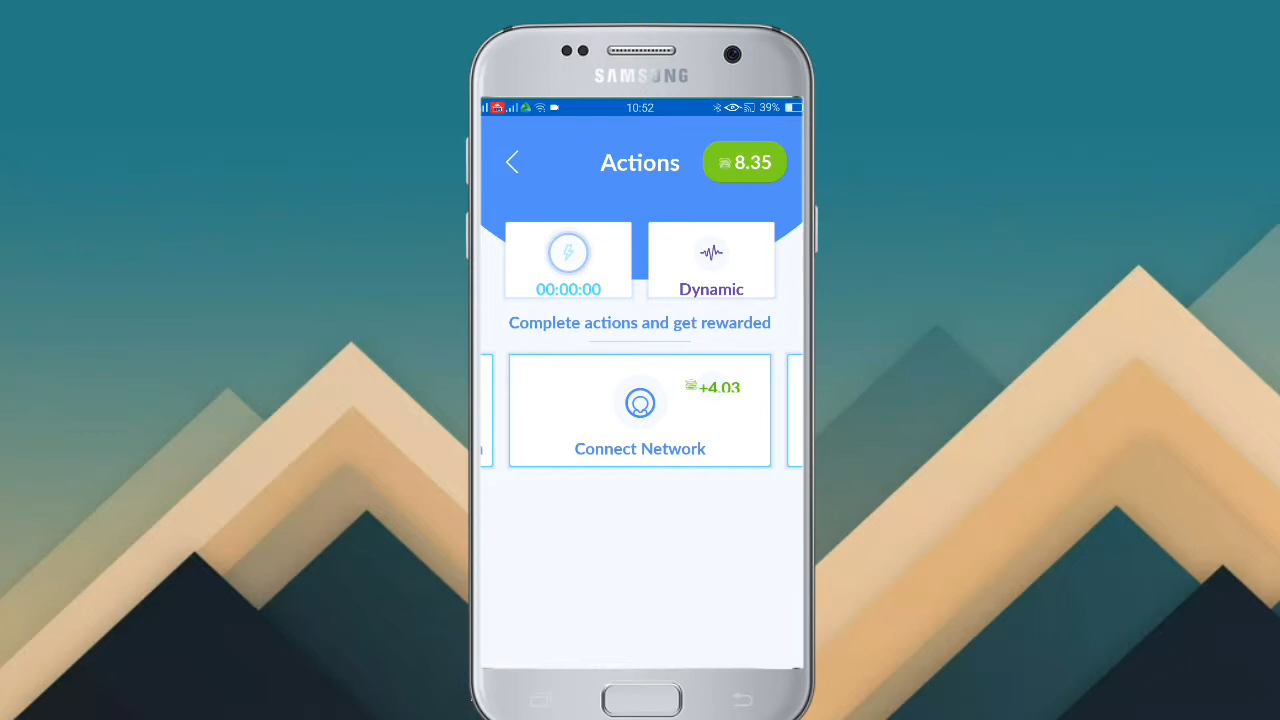 SAMSUNG
10:52
39%
Actions
8.35
00:00:00
Dynamic
Complete actions and get rewarded
+4.03
Connect Network